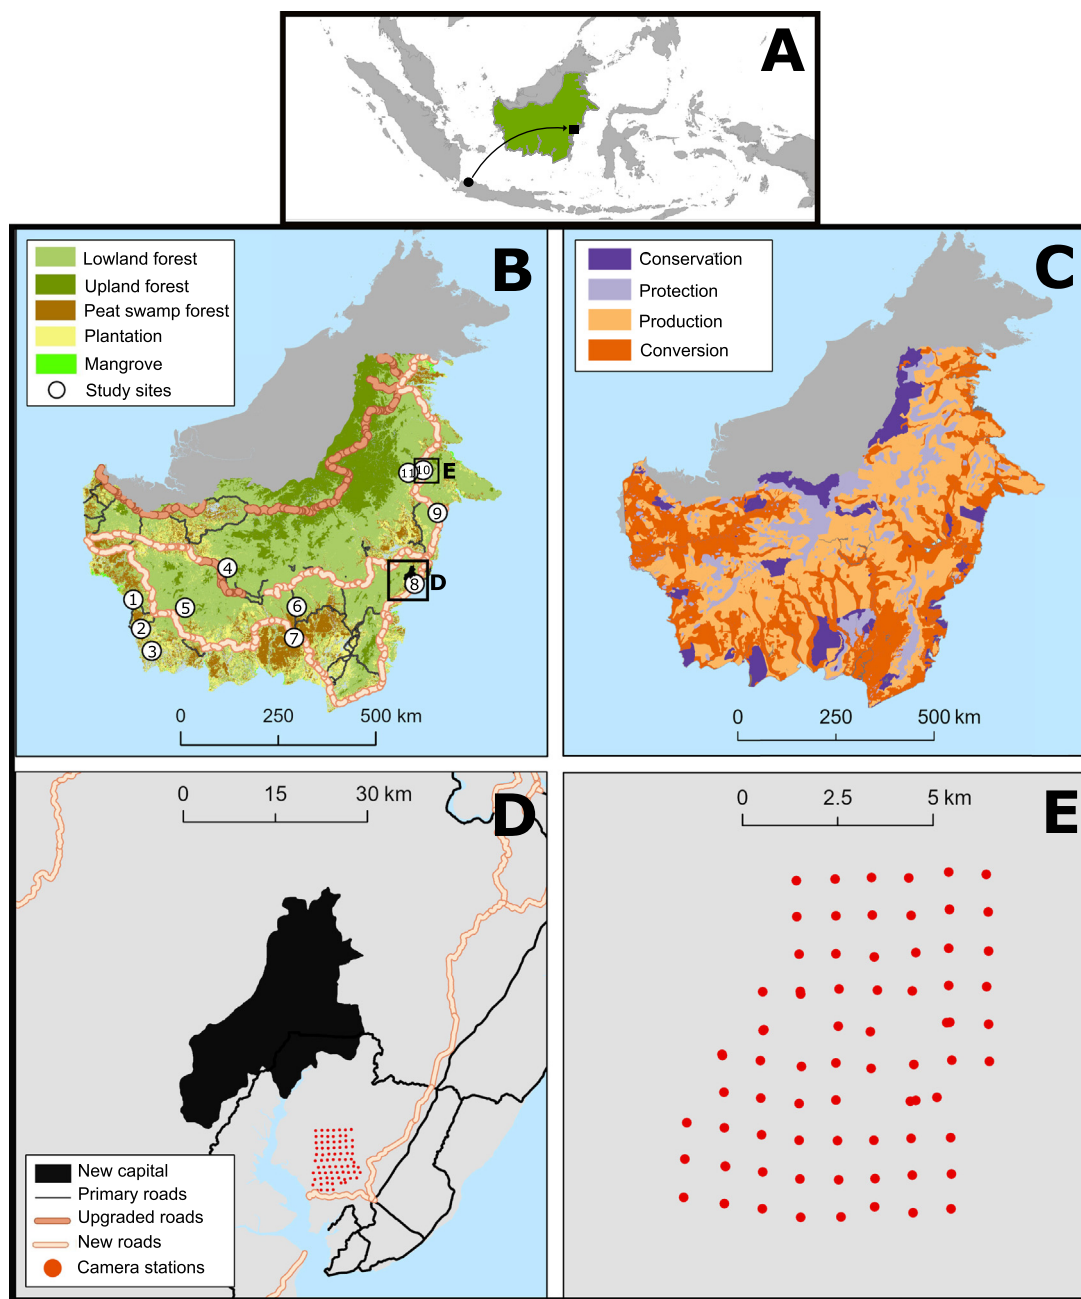 A
Lowland forest
Upland forest
Peat swamp forest
Plantation
Mangrove
Study sites
B
11 10 E
9
4
8 D
1
5
6
2
7
3
0 250 500 km
Conservation
Protection
Production
Conversion
C
0 250 500 km
0 15 30 km
D
New capital
Primary roads
Upgraded roads
New roads
Camera stations
0 2.5 5 km
E